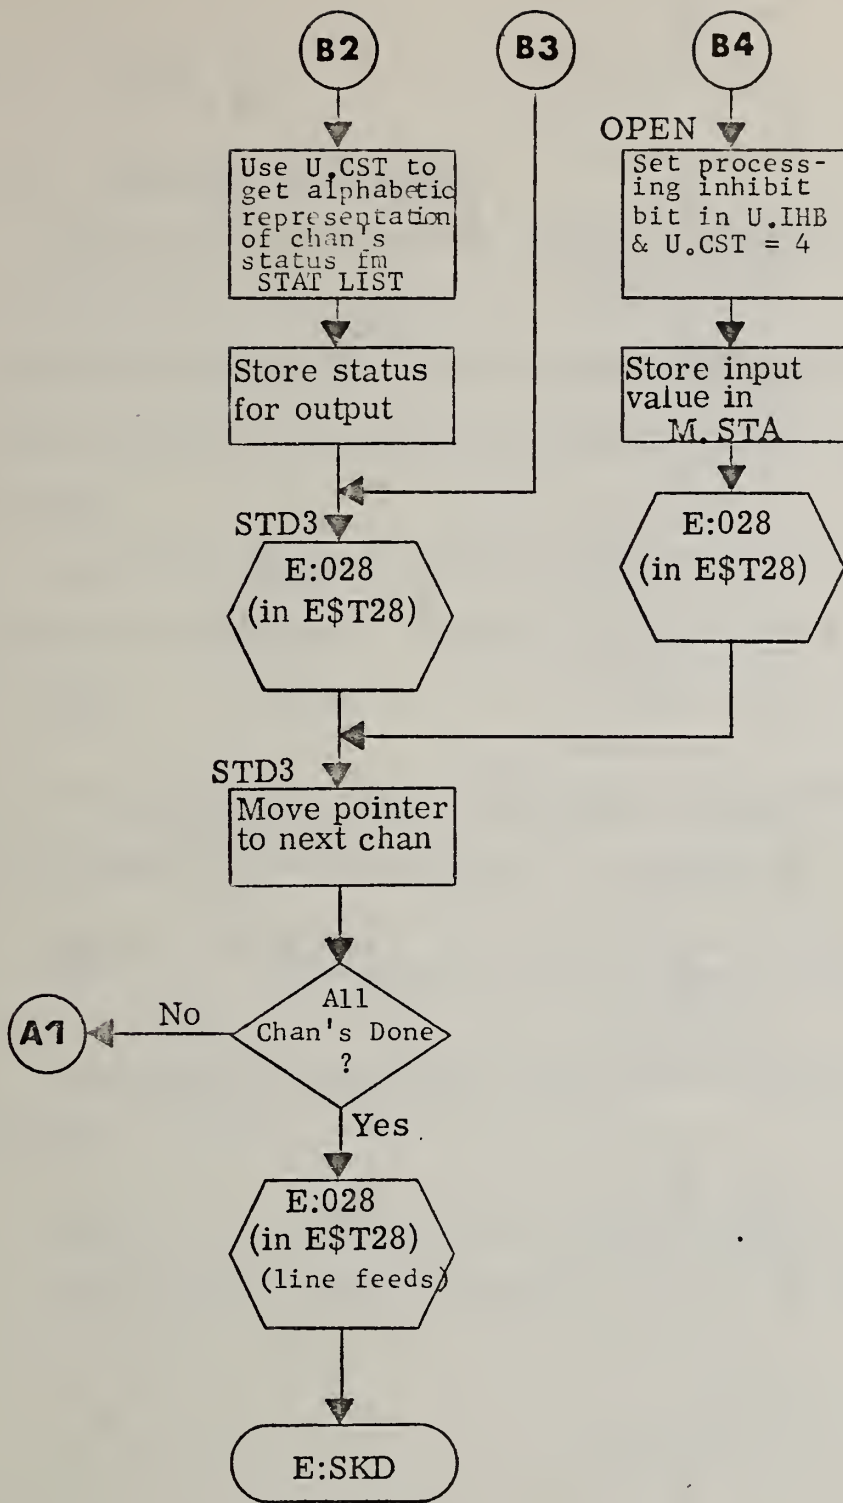 B2
B3
B4
Use U.CST to
get alphabetic
representation
of chan's
status fm
STAT LIST
OPEN
Set process-
ing inhibit
bit in U.IHB
& U.CST = 4
Store status
for output
Store input
value in
M.STA
STD3
E:028
(in E$T28)
E:028
(in E$T28)
STD3
Move pointer
to next chan
A1
No
All
Chan's Done
?
Yes
E:028
(in E$T28)
(line feeds)
E:SKD